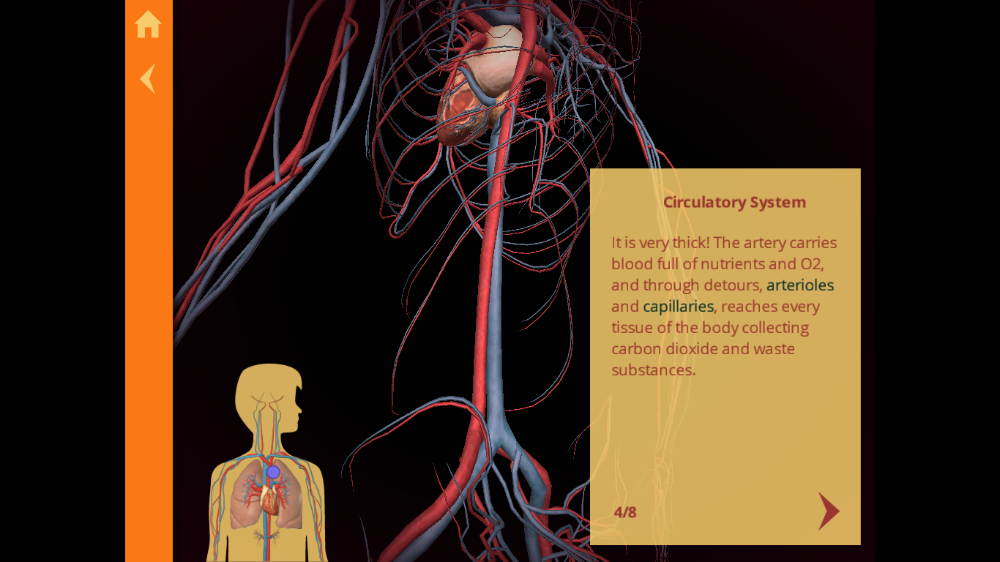 Circulatory System
It is very thick! The artery carries
blood full of nutrients and O2,
and through detours, arterioles
and capillaries, reaches every
tissue of the body collecting
carbon dioxide and waste
substances.
4/8